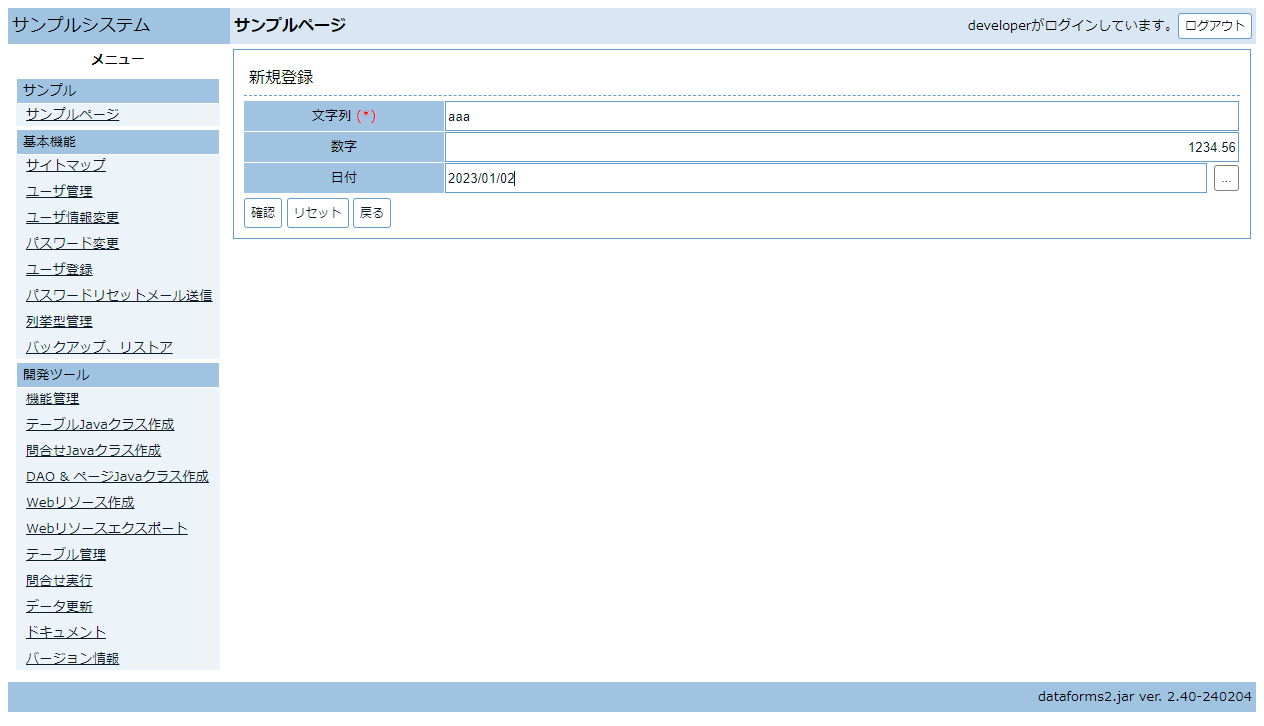 サンプルシステム
サンプルページ
developerがログインしています。 ログアウト
メニュー
サンプル
サンプルページ
基本機能
サイトマップ
ユーザ管理
ユーザ情報変更
パスワード変更
ユーザ登録
パスワードリセットメール送信
列挙型管理
バックアップ、リストア
開発ツール
機能管理
テーブルJavaクラス作成
問合せJavaクラス作成
DAO & ページJavaクラス作成
Webリソース作成
Webリソースエクスポート
テーブル管理
問合せ実行
データ更新
ドキュメント
バージョン情報
新規登録
文字列 (*) aaa
数字 1234.56
日付 2023/01/02 ...
確認 リセット 戻る
dataforms2.jar ver. 2.40-240204